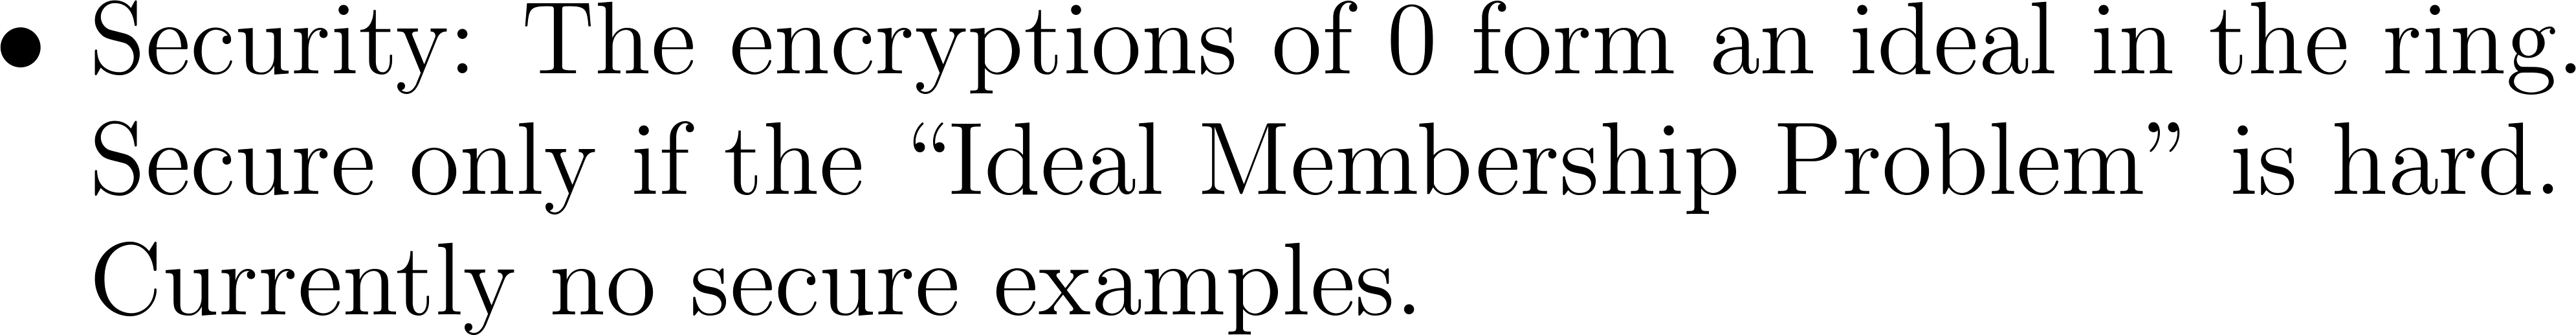 • Security: The encryptions of 0 form an ideal in the ring.
Secure only if the “Ideal Membership Problem” is hard.
Currently no secure examples.